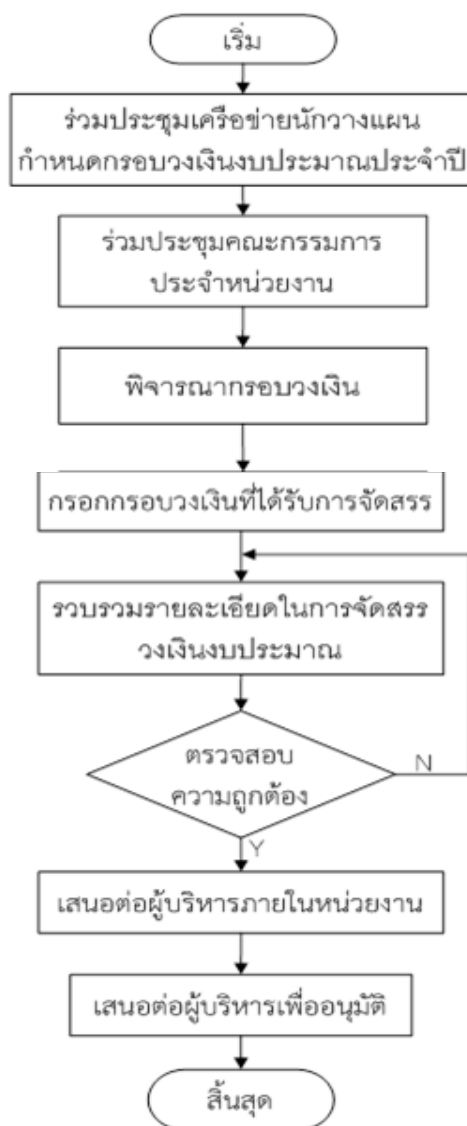 เริ่ม
ร่วมประชุมเครือข่ายนักวางแผน
กำหนดกรอบวงเงินงบประมาณประจำปี
ร่วมประชุมคณะกรรมการ
ประจำหน่วยงาน
พิจารณากรอบวงเงิน
กรอกกรอบวงเงินที่ได้รับการจัดสรร
รวบรวมรายละเอียดในการจัดสรร
วงเงินงบประมาณ
ตรวจสอบ
ความถูกต้อง
N
Y
เสนอต่อผู้บริหารภายในหน่วยงาน
เสนอต่อผู้บริหารเพื่ออนุมัติ
สิ้นสุด